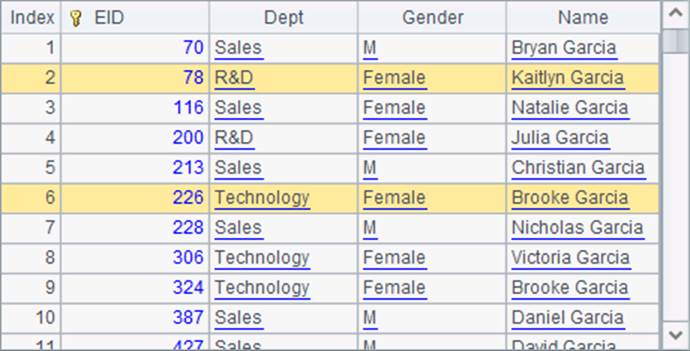 Index EID Dept Gender Name
1 70 Sales M Bryan Garcia
2 78 R&D Female Kaitlyn Garcia
3 116 Sales Female Natalie Garcia
4 200 R&D Female Julia Garcia
5 213 Sales M Christian Garcia
6 226 Technology Female Brooke Garcia
7 228 Sales M Nicholas Garcia
8 306 Technology Female Victoria Garcia
9 324 Technology Female Brooke Garcia
10 387 Sales M Daniel Garcia
11 427 Sales M David Garcia